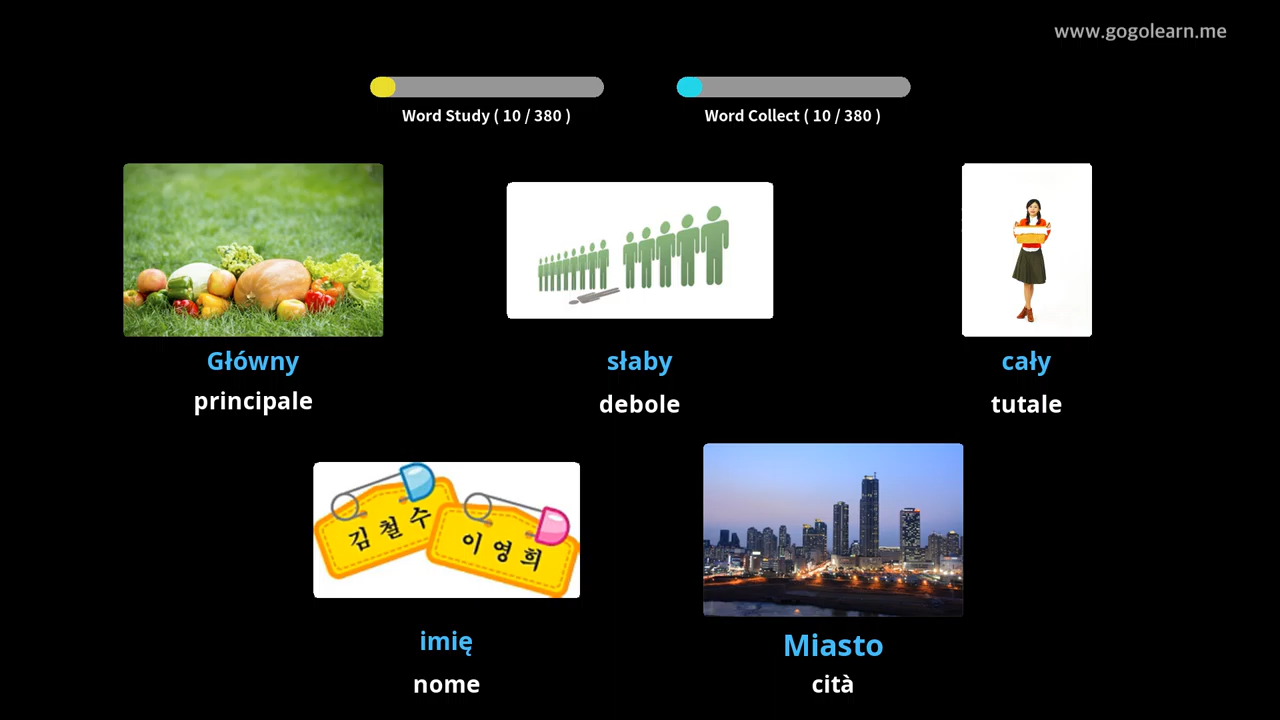 www.gogolearn.me
Word Study ( 10 / 380 )
Word Collect ( 10 / 380 )
Główny
principale
słaby
debole
cały
tutale
김철수
이영희
imię
nome
Miasto
cità